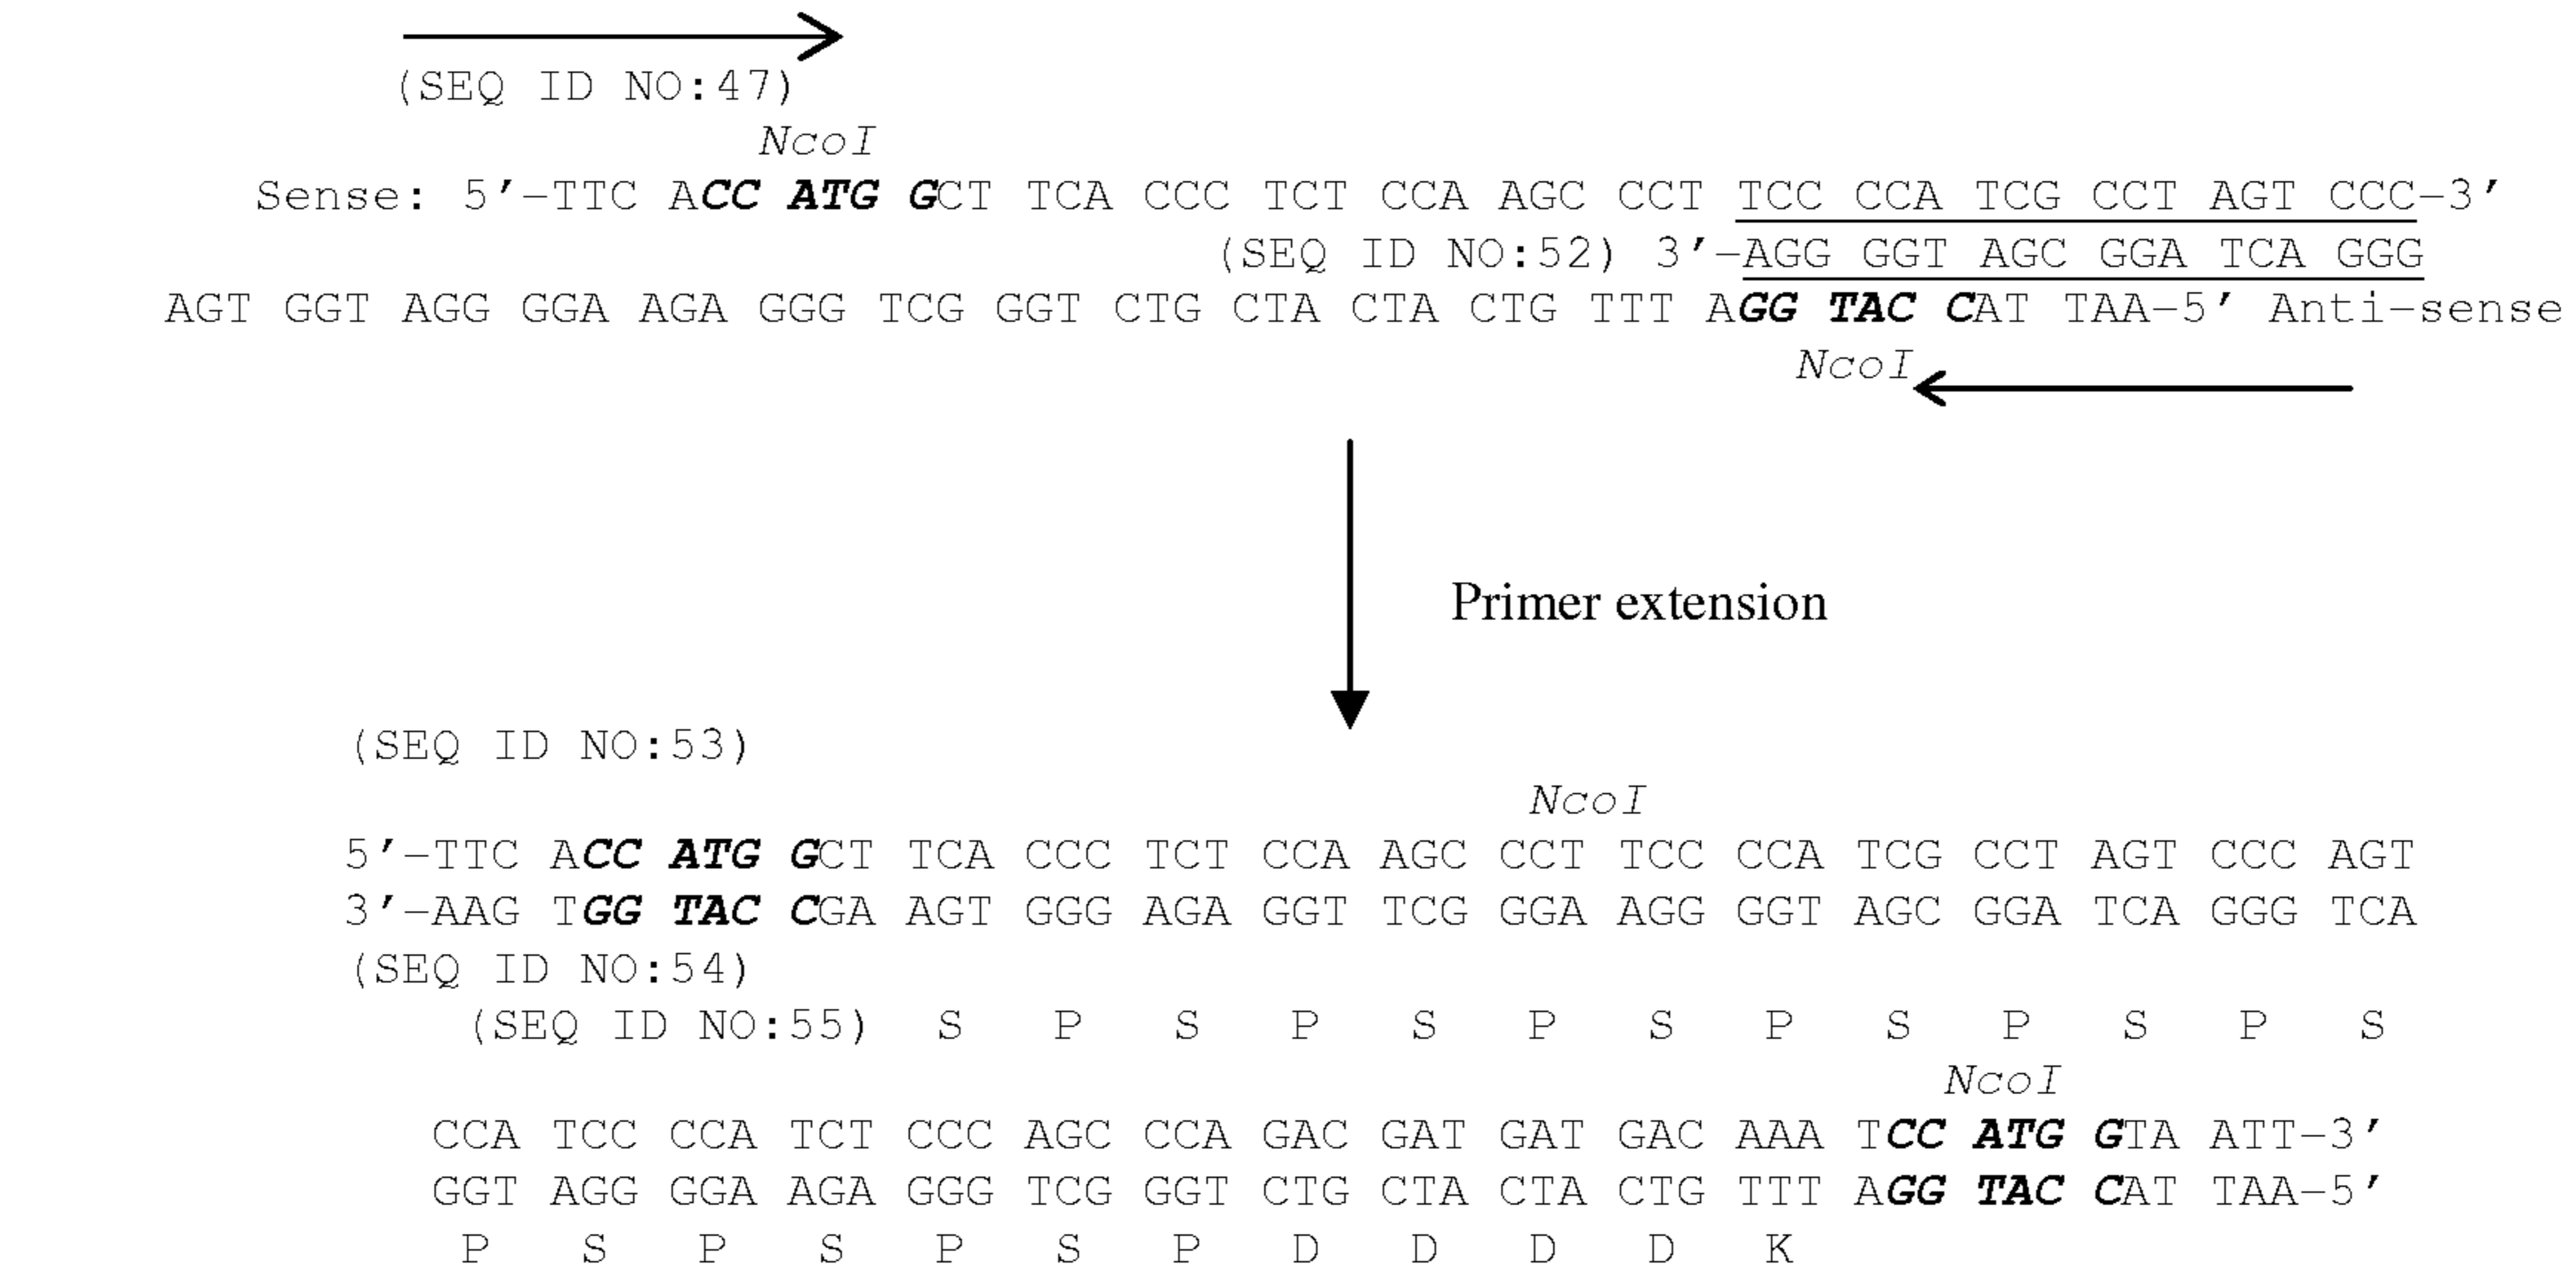 (SEQ ID NO:47)
NcoI
Sense: 5’-TTC ACC ATG GCT TCA CCC TCT CCA AGC CCT TCC CCA TCG CCT AGT CCC-3’
(SEQ ID NO:52) 3’-AGG GGT AGC GGA TCA GGG
AGT GGT AGG GGA AGA GGG TCG GGT CTG CTA CTA CTG TTT AGG TAC CAT TAA-5’ Anti-sense
NcoI
Primer extension
(SEQ ID NO:53)
NcoI
5’-TTC ACC ATG GCT TCA CCC TCT CCA AGC CCT TCC CCA TCG CCT AGT CCC AGT
3’-AAG TGG TAC CGA AGT GGG AGA GGT TCG GGA AGG GGT AGC GGA TCA GGG TCA
(SEQ ID NO:54)
(SEQ ID NO:55) S P S P S P S P S P S P S
NcoI
CCA TCC CCA TCT CCC AGC CCA GAC GAT GAT GAC AAA TCC ATG GTA ATT-3’
GGT AGG GGA AGA GGG TCG GGT CTG CTA CTA CTG TTT AGG TAC CAT TAA-5’
P S P S P S P D D D D K